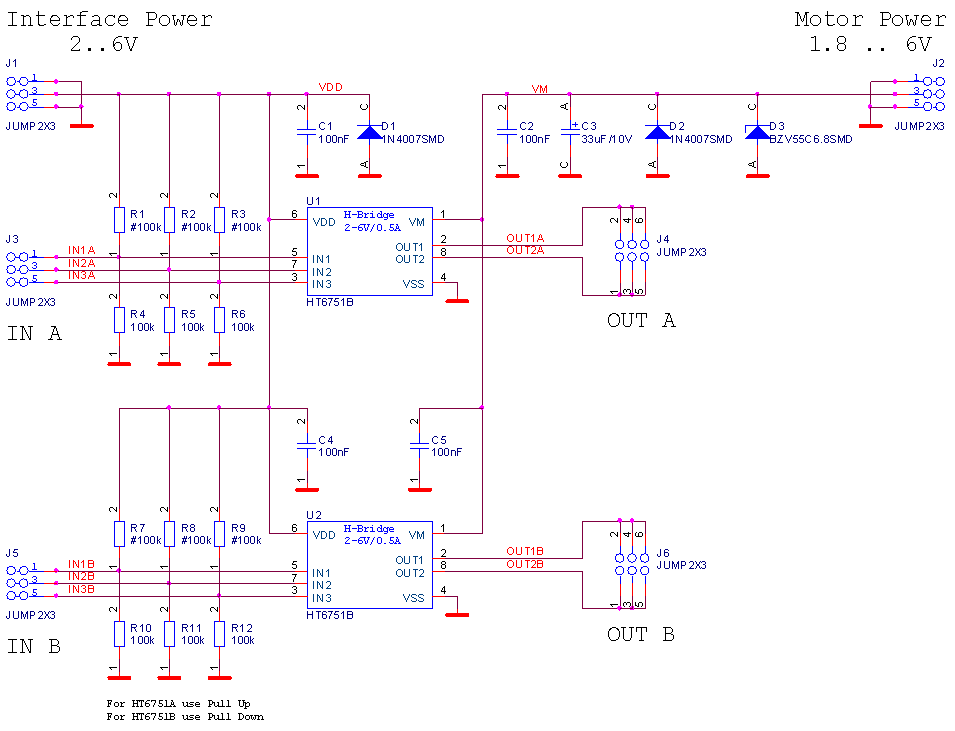 Interface Power
2..6V
Motor Power
1.8 .. 6V
J1
1
3
5
JUMP2X3
VDD
VM
J2
1
3
5
JUMP2X3
2
C1
100nF
1
C
D1
1N4007SMD
A
2
C2
100nF
1
A
+
C3
33uF/10V
C
C
D2
1N4007SMD
A
C
D3
BZV55C6.8SMD
A
2
R1
#100k
1
2
R2
#100k
1
2
R3
#100k
1
J3
1
3
5
JUMP2X3
IN A
IN1A
IN2A
IN3A
U1
H-Bridge
2-6V/0.5A
6 VDD
VM 1
OUT1 2
OUT2 8
5 IN1
7 IN2
3 IN3
VSS 4
HT6751B
OUT1A
OUT2A
2 4 6
J4
JUMP2X3
1 3 5
OUT A
2
R4
100k
1
2
R5
100k
1
2
R6
100k
1
2
C4
100nF
1
2
C5
100nF
1
2
R7
#100k
1
2
R8
#100k
1
2
R9
#100k
1
J5
1
3
5
JUMP2X3
IN B
IN1B
IN2B
IN3B
U2
H-Bridge
2-6V/0.5A
6 VDD
VM 1
OUT1 2
OUT2 8
5 IN1
7 IN2
3 IN3
VSS 4
HT6751B
OUT1B
OUT2B
2 4 6
J6
JUMP2X3
1 3 5
OUT B
2
R10
100k
1
2
R11
100k
1
2
R12
100k
1
For HT6751A use Pull Up
For HT6751B use Pull Down